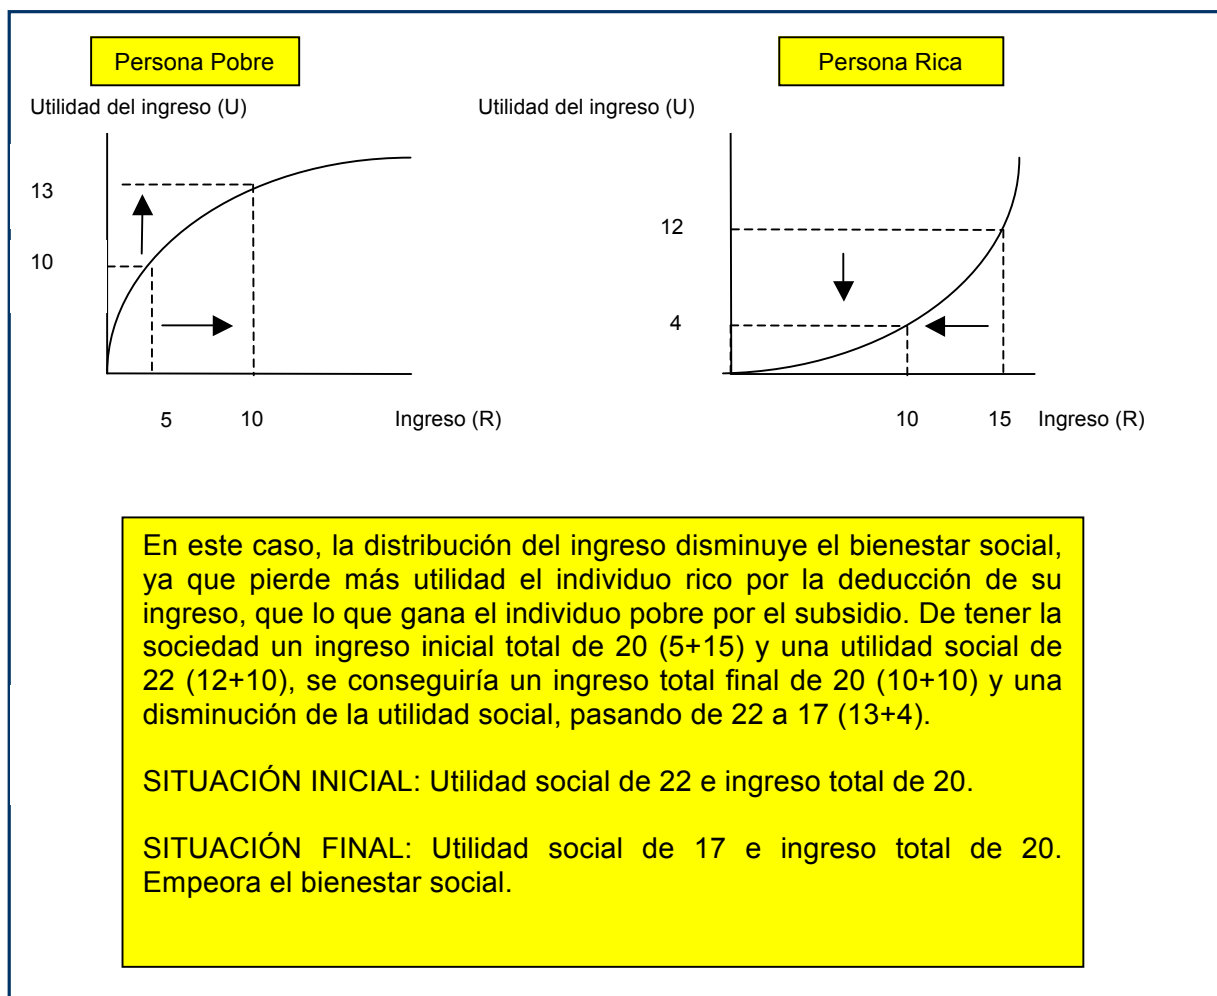 Persona Pobre
Persona Rica
Utilidad del ingreso (U)
Utilidad del ingreso (U)
13
10
5
10
Ingreso (R)
12
4
10
15
Ingreso (R)
En este caso, la distribución del ingreso disminuye el bienestar social,
ya que pierde más utilidad el individuo rico por la deducción de su
ingreso, que lo que gana el individuo pobre por el subsidio. De tener la
sociedad un ingreso inicial total de 20 (5+15) y una utilidad social de
22 (12+10), se conseguiría un ingreso total final de 20 (10+10) y una
disminución de la utilidad social, pasando de 22 a 17 (13+4).
SITUACIÓN INICIAL: Utilidad social de 22 e ingreso total de 20.
SITUACIÓN FINAL: Utilidad social de 17 e ingreso total de 20.
Empeora el bienestar social.